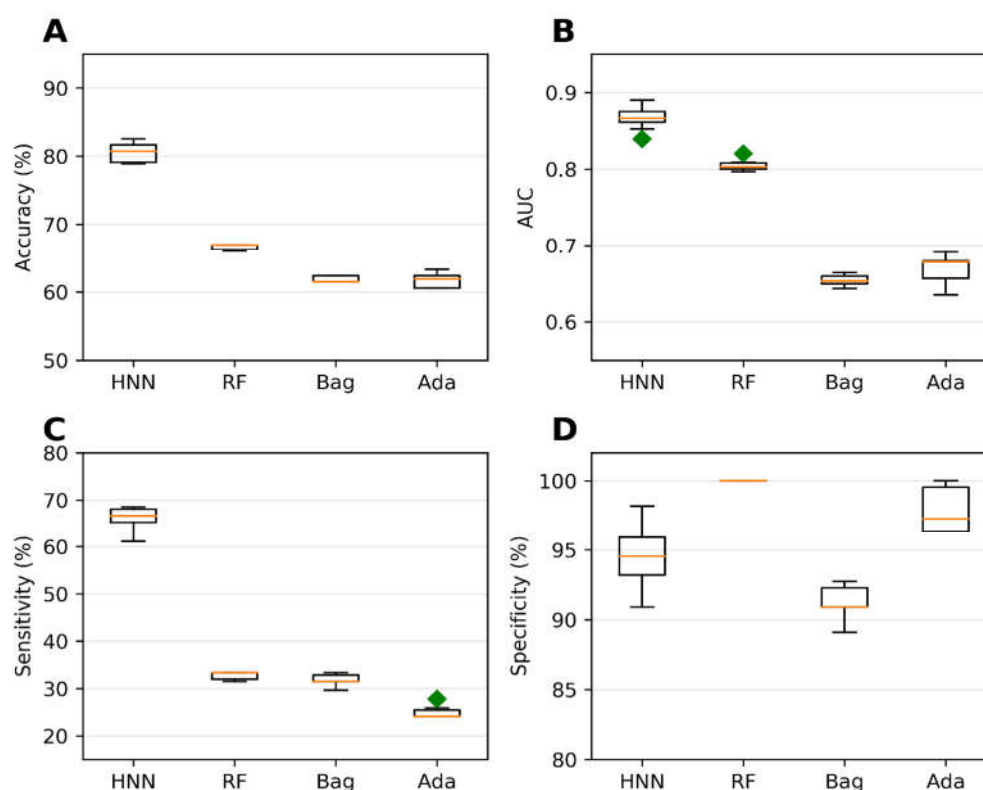 A
Accuracy (%)
90
80
70
60
50
HNN RF Bag Ada
B
AUC
0.9
0.8
0.7
0.6
HNN RF Bag Ada
C
Sensitivity (%)
80
70
60
50
40
30
20
HNN RF Bag Ada
D
Specificity (%)
100
95
90
85
80
HNN RF Bag Ada